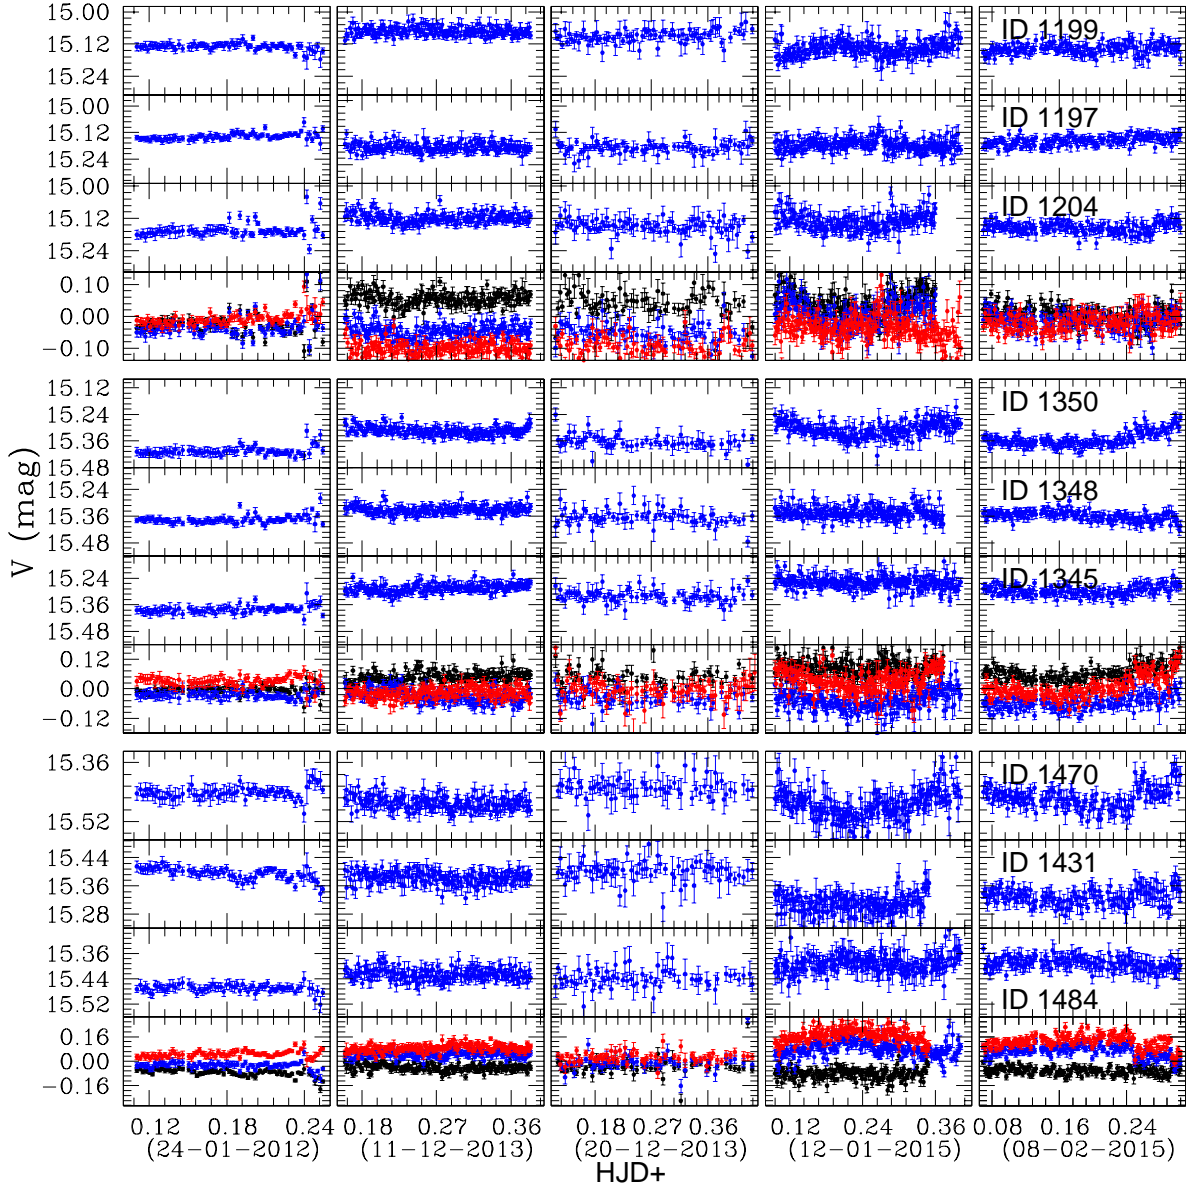 15.00
15.12
15.24
ID 1199
15.00
15.12
15.24
ID 1197
15.00
15.12
15.24
ID 1204
0.10
0.00
−0.10
15.12
15.24
15.36
15.48
ID 1350
15.24
15.36
15.48
ID 1348
15.24
15.36
15.48
ID 1345
0.12
0.00
−0.12
V (mag)
15.36
15.52
ID 1470
15.44
15.36
15.28
ID 1431
15.36
15.44
15.52
ID 1484
0.16
0.00
−0.16
0.12 0.18 0.24 0.18 0.27 0.36 0.18 0.27 0.36 0.12 0.24 0.36 0.08 0.16 0.24
(24−01−2012) (11−12−2013) (20−12−2013) (12−01−2015) (08−02−2015)
HJD+